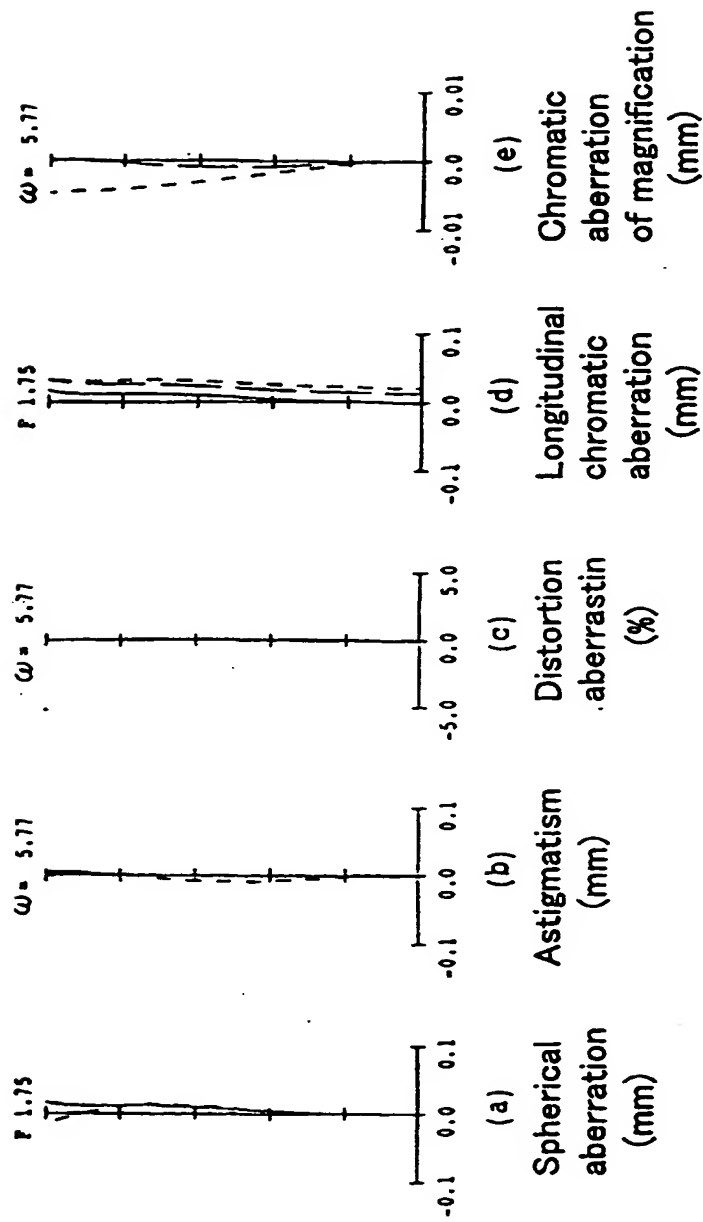 F 1.75
-0.1 0.0 0.1
(a)
Spherical
aberration
(mm)
ω= 5.77
-0.1 0.0 0.1
(b)
Astigmatism
(mm)
ω= 5.77
-5.0 0.0 5.0
(c)
Distortion
aberrastin
(%)
F 1.75
-0.1 0.0 0.1
(d)
Longitudinal
chromatic
aberration
(mm)
ω= 5.77
-0.01 0.0 0.01
(e)
Chromatic
aberration
of magnification
(mm)